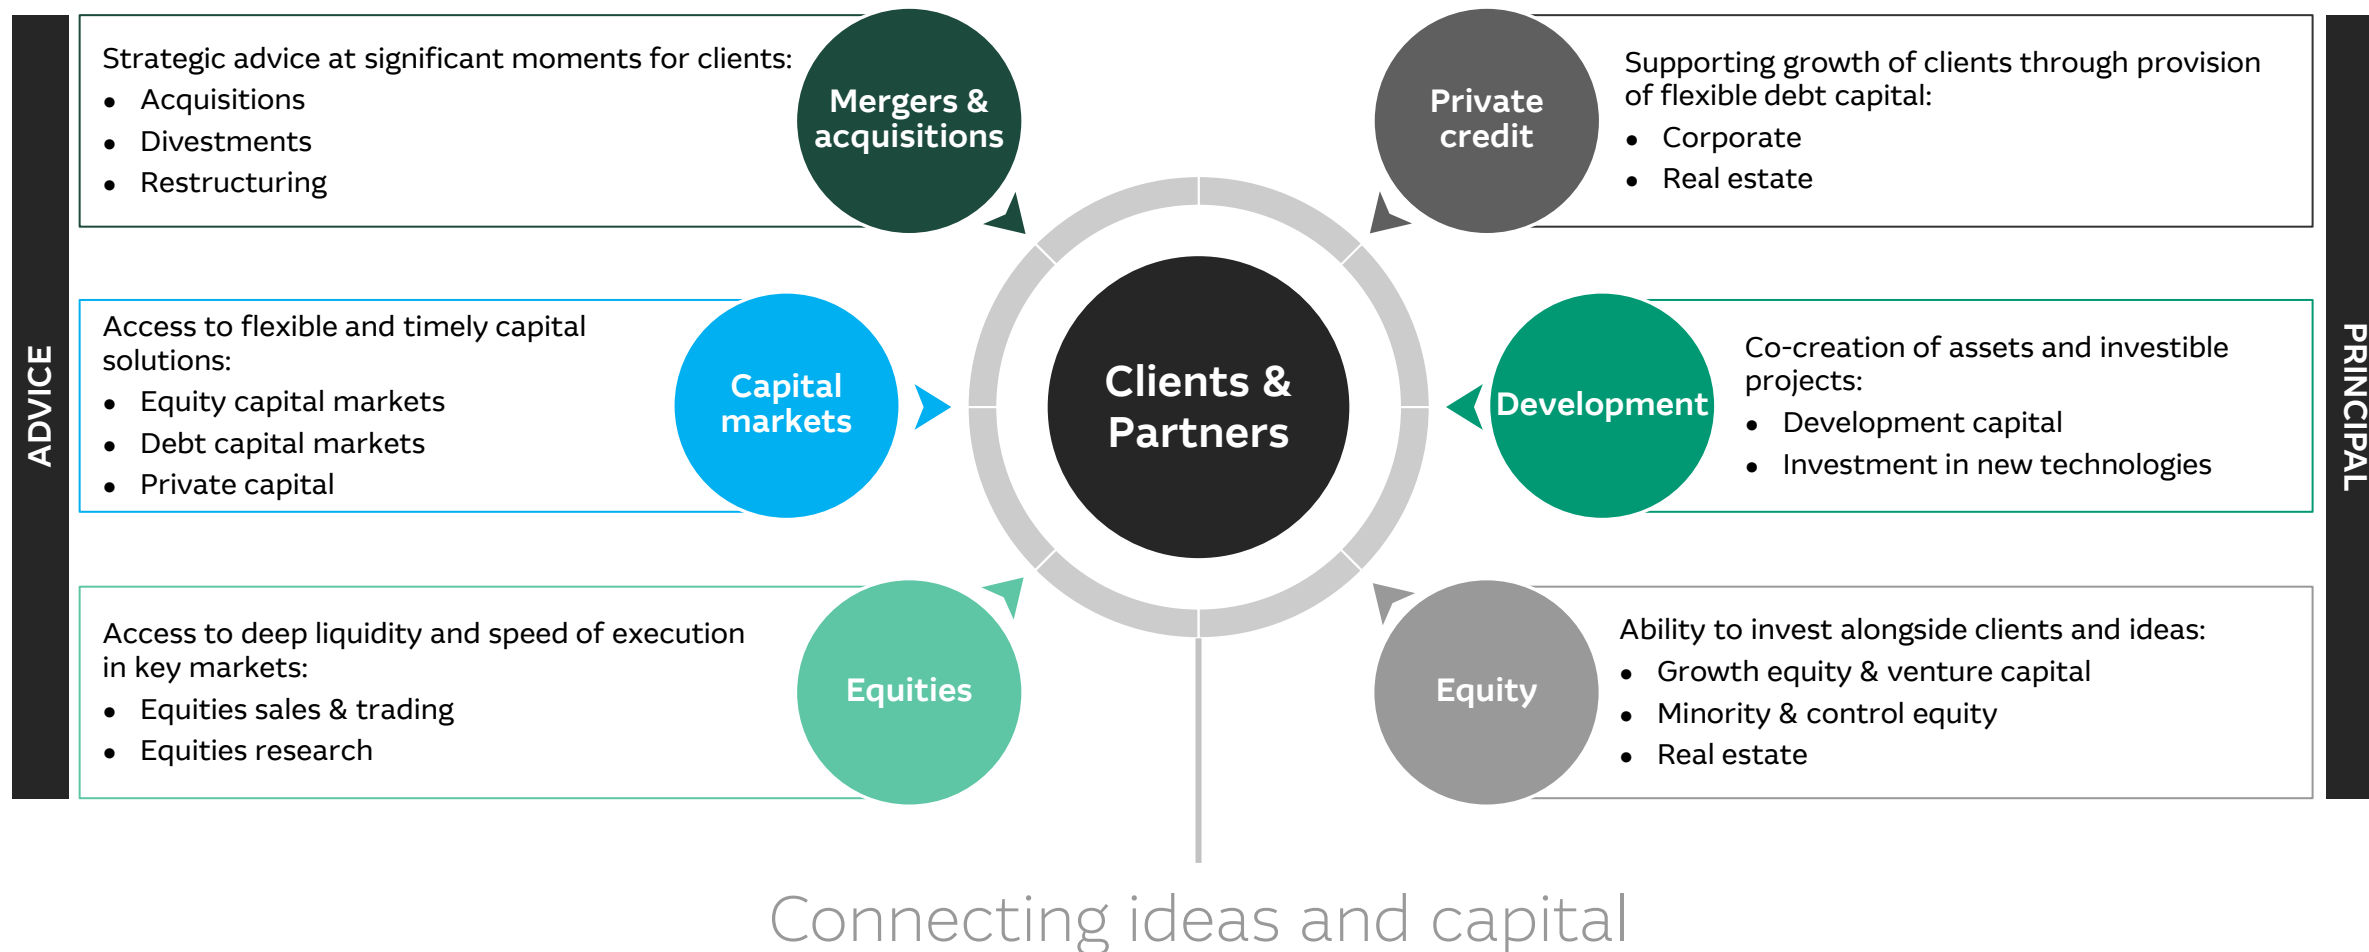 ADVICE
Strategic advice at significant moments for clients:
• Acquisitions
• Divestments
• Restructuring
Mergers &
acquisitions
Access to flexible and timely capital
solutions:
• Equity capital markets
• Debt capital markets
• Private capital
Capital
markets
Access to deep liquidity and speed of execution
in key markets:
• Equities sales & trading
• Equities research
Equities
Clients &
Partners
Private
credit
Supporting growth of clients through provision
of flexible debt capital:
• Corporate
• Real estate
Development
Co-creation of assets and investible
projects:
• Development capital
• Investment in new technologies
Equity
Ability to invest alongside clients and ideas:
• Growth equity & venture capital
• Minority & control equity
• Real estate
PRINCIPAL
Connecting ideas and capital